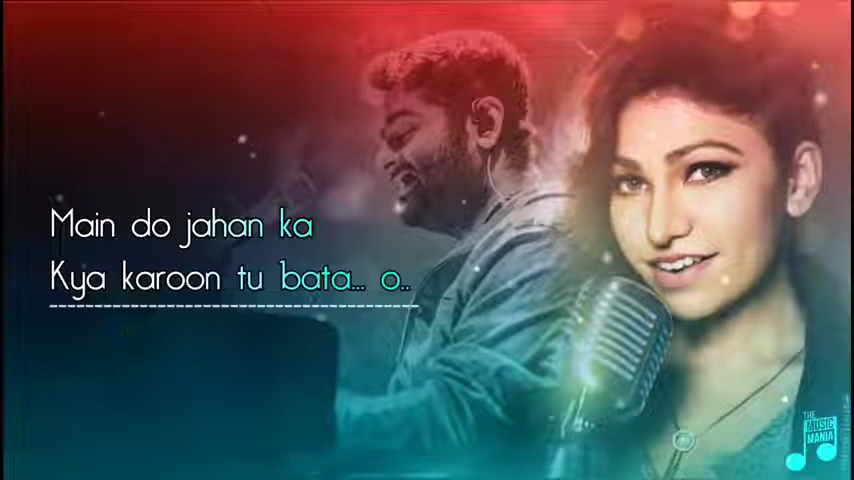 Main do jahan ka
Kya karoon tu bata... o..
THE
MUSIC
MANIA